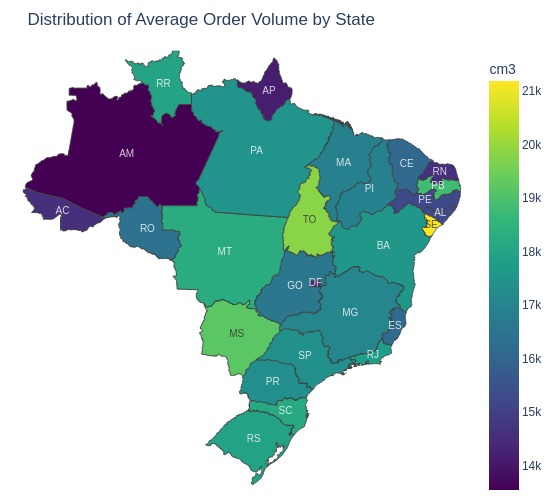 Distribution of Average Order Volume by State
cm3
RR
AP
AM
PA
MA
CE
RN
PI
PB
PE
AL
SE
AC
RO
TO
BA
MT
GO
DF
MG
ES
MS
SP
RJ
PR
SC
RS
21k
20k
19k
18k
17k
16k
15k
14k